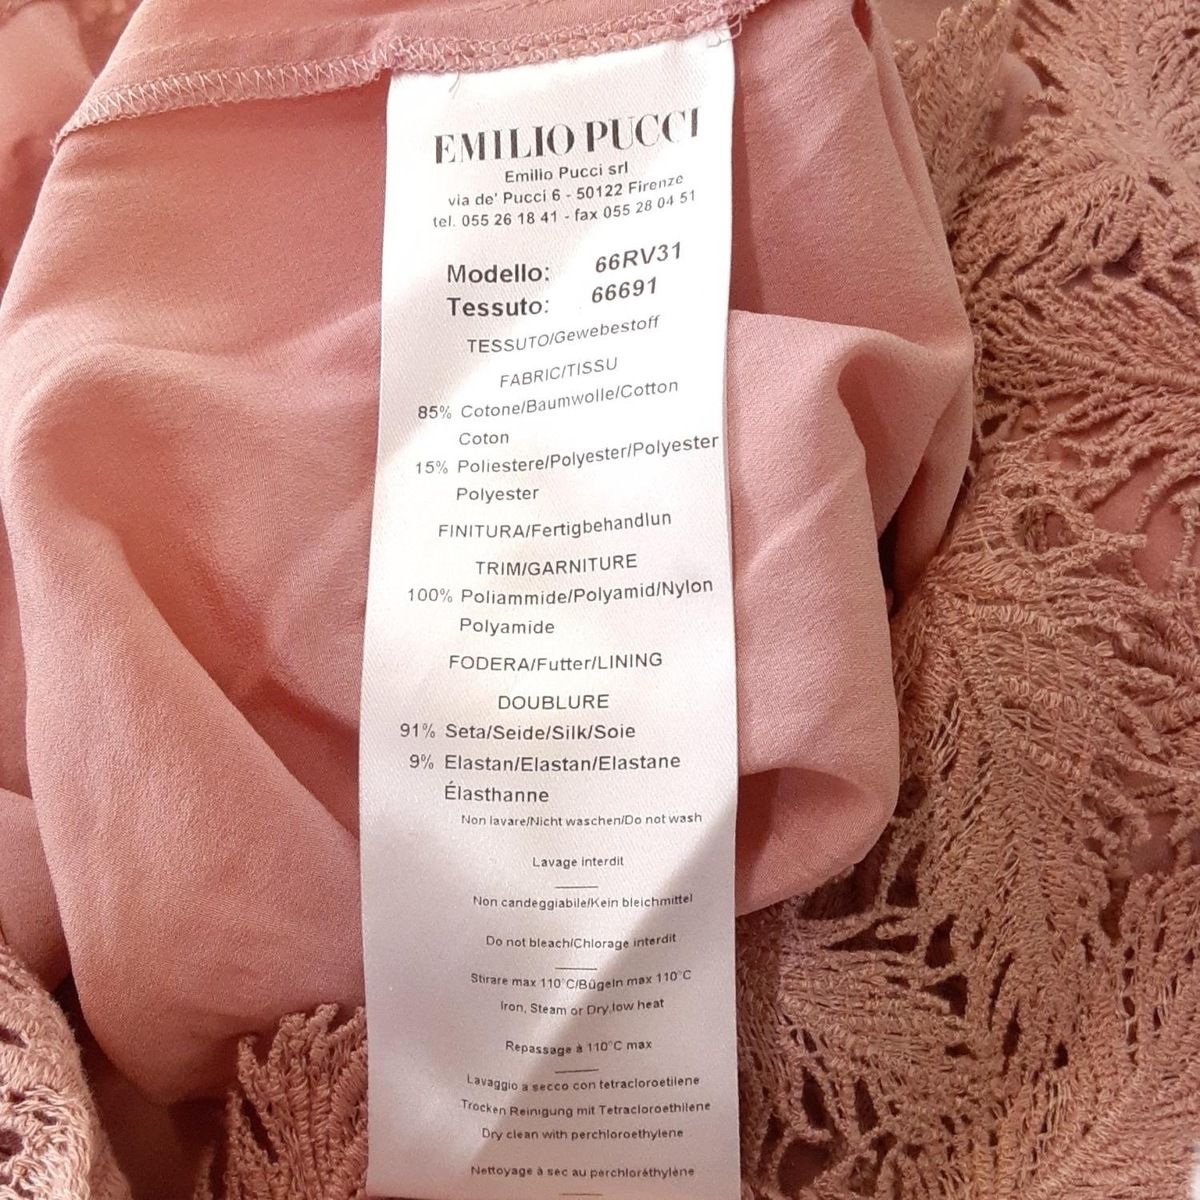 EMILIO PUCCI
Emilio Pucci srl
via de' Pucci 6 - 50122 Firenze
tel. 055 26 18 41 - fax 055 28 04 51
Modello: 66RV31
Tessuto: 66691
TESSUTO/Gewebestoff
FABRIC/TISSU
85% Cotone/Baumwolle/Cotton
Coton
15% Poliestere/Polyester/Polyester
Polyester
FINITURA/Fertigbehandlun
TRIM/GARNITURE
100% Poliammide/Polyamid/Nylon
Polyamide
FODERA/Futter/LINING
DOUBLURE
91% Seta/Seide/Silk/Soie
9% Elastan/Elastan/Elastane
Élasthanne
Non lavare/Nicht waschen/Do not wash
Lavage interdit
Non candeggiabile/Kein bleichmittel
Do not bleach/Chlorage interdit
Stirare max 110°C/Bügeln max 110°C
Iron, Steam or Dry,low heat
Repassage à 110°C max
Lavaggio a secco con tetracloroetilene
Trocken Reinigung mit Tetracloroethilene
Dry clean with perchloroethylene
Nettoyage à sec au perchloréthylène